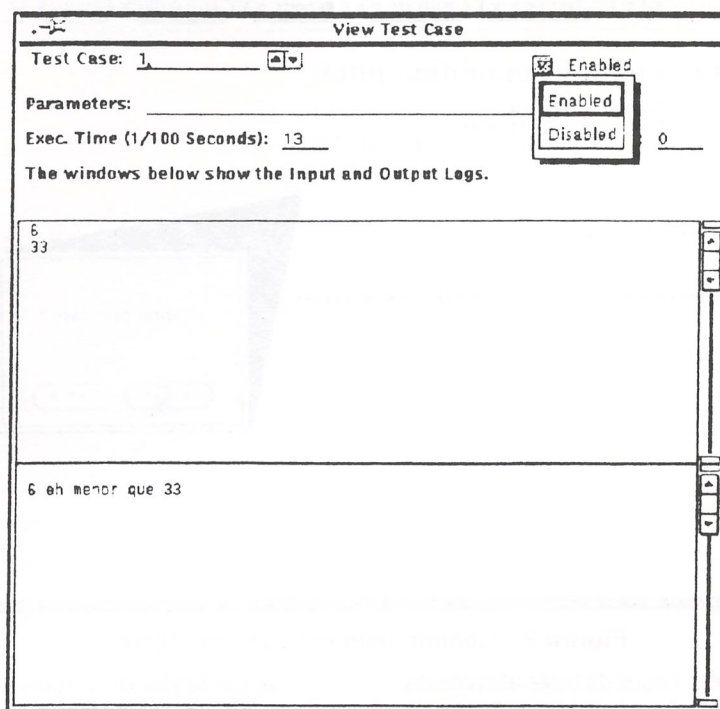 View Test Case
Test Case: 1
Enabled
Parameters:
Enabled
Exec. Time (1/100 Seconds): 13
Disabled
: 0
The windows below show the Input and Output Logs.
6
33
6 eh menor que 33